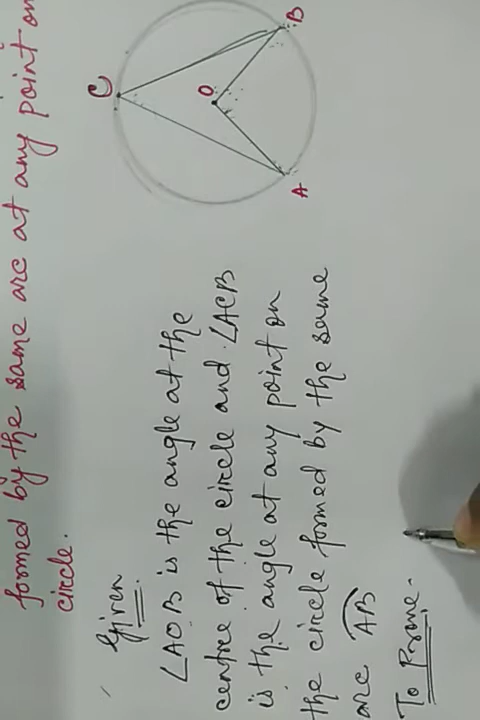 formed by the same arc at any point on
circle.
Given
∠AOB is the angle at the
centre of the circle and ∠ACB
is the angle at any point on
the circle formed by the same
arc AB
To Prove-
C
O
B
A